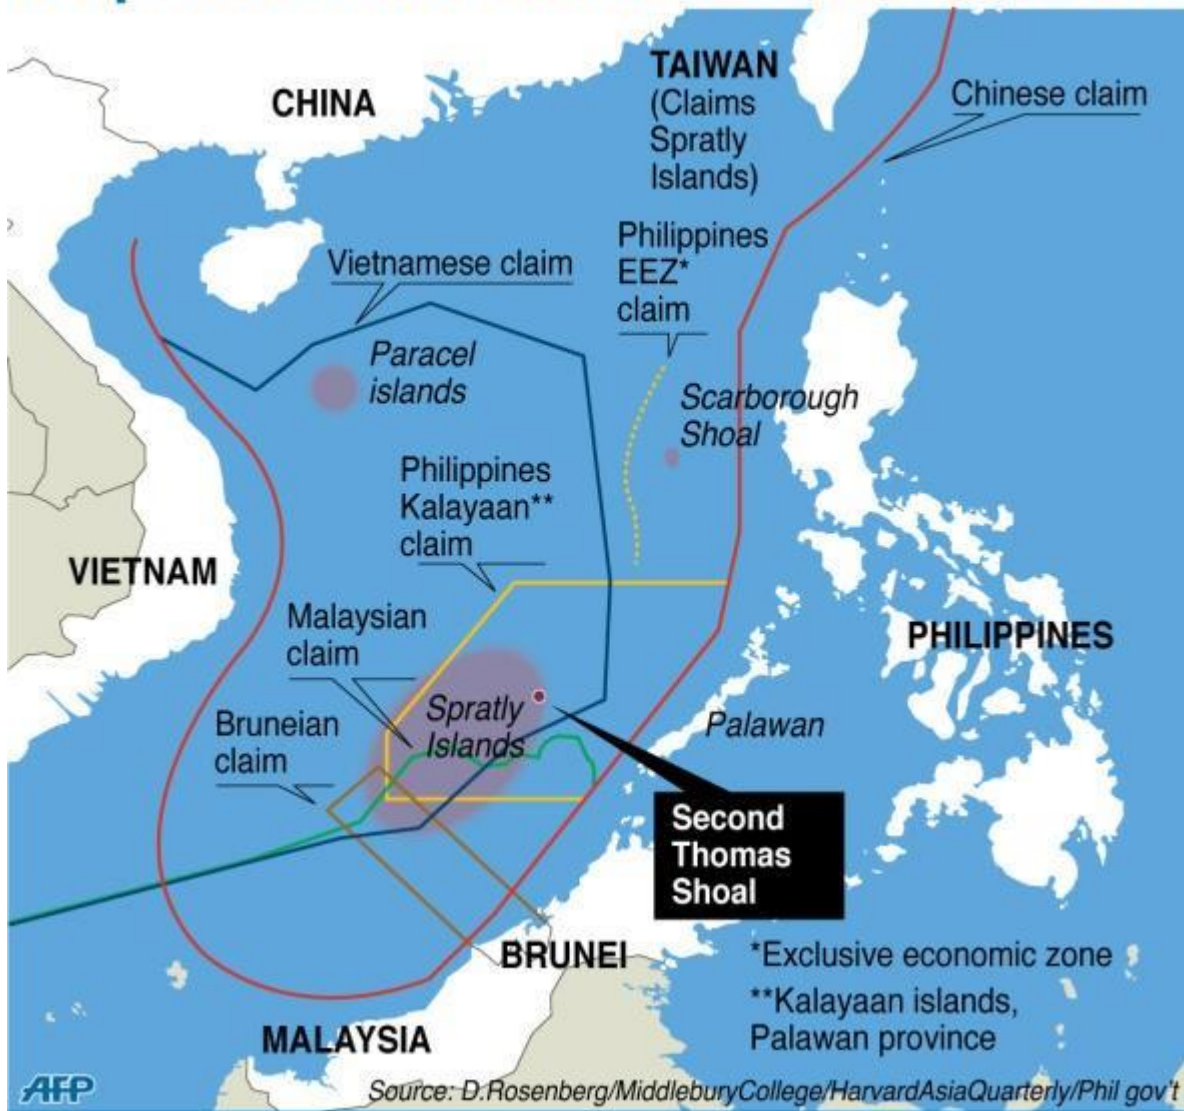 CHINA
TAIWAN
(Claims
Spratly
Islands)
Chinese claim
Vietnamese claim
Philippines
EEZ*
claim
Paracel
islands
Scarborough
Shoal
Philippines
Kalayaan**
claim
VIETNAM
Malaysian
claim
PHILIPPINES
Bruneian
claim
Spratly
Islands
Palawan
Second
Thomas
Shoal
BRUNEI
*Exclusive economic zone
**Kalayaan islands,
Palawan province
MALAYSIA
AFP
Source: D.Rosenberg/MiddleburyCollege/HarvardAsiaQuarterly/Phil gov't